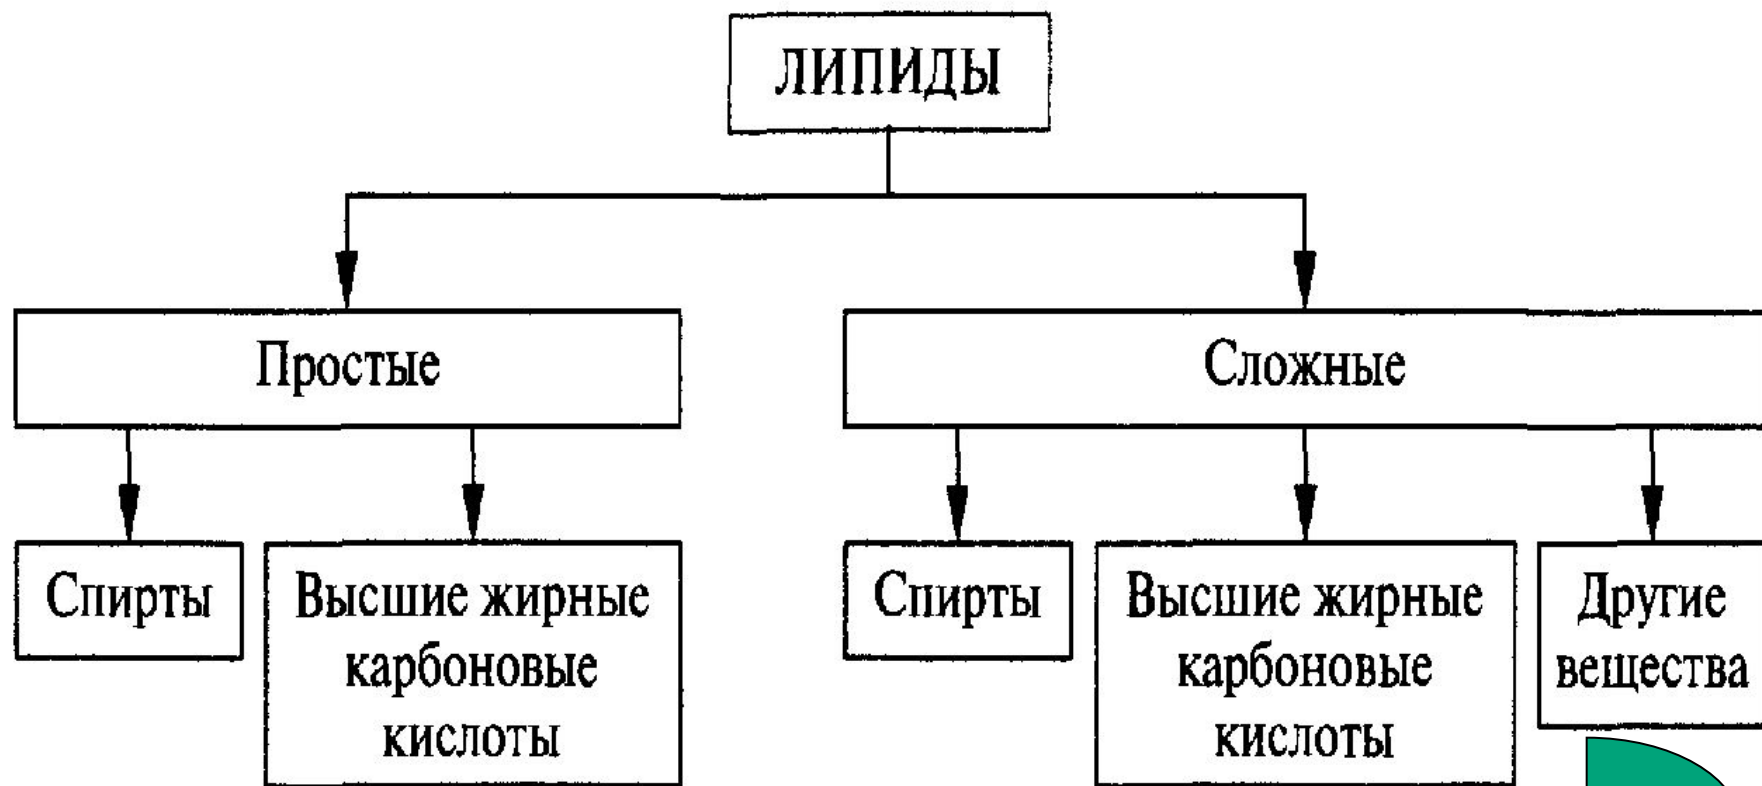 ЛИПИДЫ
Простые
Сложные
Спирты
Высшие жирные
карбоновые
кислоты
Спирты
Высшие жирные
карбоновые
кислоты
Другие
вещества